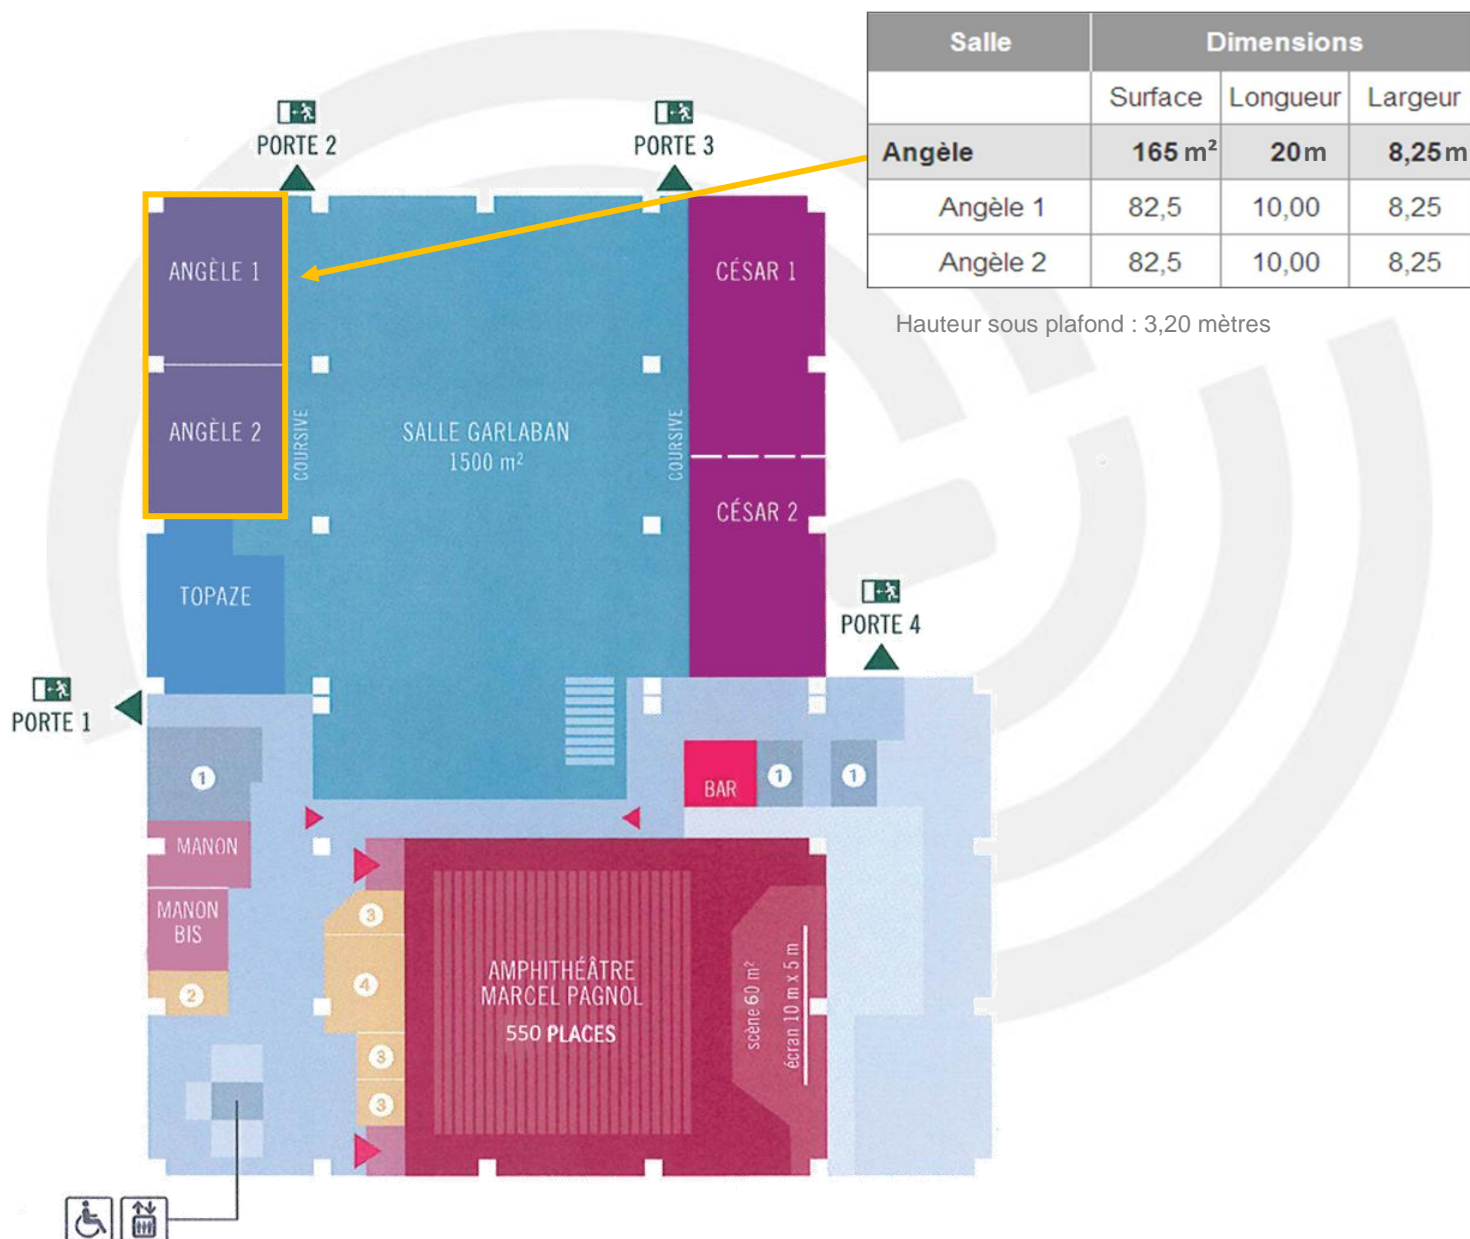 Salle Dimensions
Surface Longueur Largeur
Angèle 165 m² 20 m 8,25 m
Angèle 1 82,5 10,00 8,25
Angèle 2 82,5 10,00 8,25
Hauteur sous plafond : 3,20 mètres
PORTE 2
PORTE 3
ANGÈLE 1
CÉSAR 1
ANGÈLE 2
COURSIVE
SALLE GARLABAN
1500 m²
COURSIVE
CÉSAR 2
TOPAZE
PORTE 4
PORTE 1
1
BAR
1
1
MANON
MANON
BIS
2
3
4
3
3
AMPHITHÉÂTRE
MARCEL PAGNOL
550 PLACES
scène 60 m²
écran 10 m x 5 m